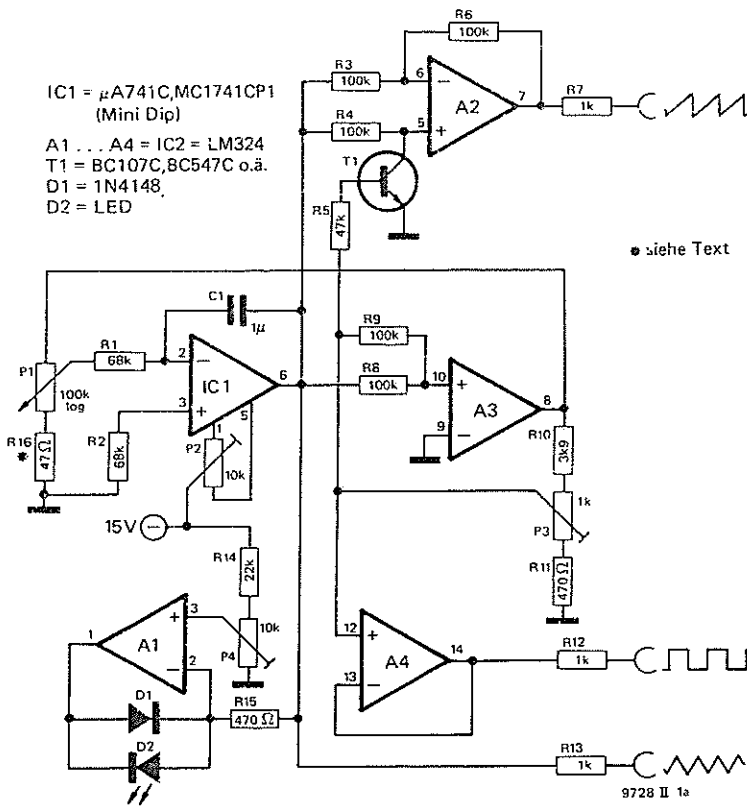 IC1 = µA741C,MC1741CP1
(Mini Dip)
A1 ... A4 = IC2 = LM324
T1 = BC107C,BC547C o.ä.
D1 = 1N4148,
D2 = LED
R6
100k
R3
100k
6
−
A2
7
R7
1k
R4
100k
5
+
T1
R5
47k
* siehe Text
C1
1µ
R1
68k
2
−
P1
100k
log
IC1
6
3
+
R16
*
47Ω
R2
68k
1
5
P2
10k
R9
100k
R8
100k
10
+
A3
8
9
−
R10
3k9
1k
P3
R11
470Ω
15V −
R14
22k
1
A1
+
3
10k
P4
−
2
D1
R15
470 Ω
D2
12
+
A4
14
13
−
R12
1k
R13
1k
9728 II 1a